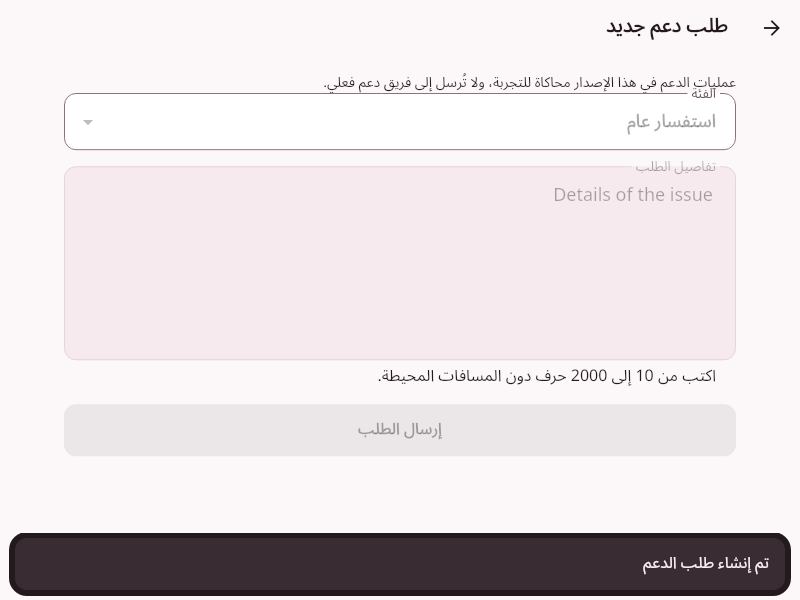 طلب دعم جديد
عمليات الدعم في هذا الإصدار محاكاة للتجربة، ولا تُرسل إلى فريق دعم فعلي.
الفئة
استفسار عام
تفاصيل الطلب
Details of the issue
اكتب من 10 إلى 2000 حرف دون المسافات المحيطة.
إرسال الطلب
تم إنشاء طلب الدعم